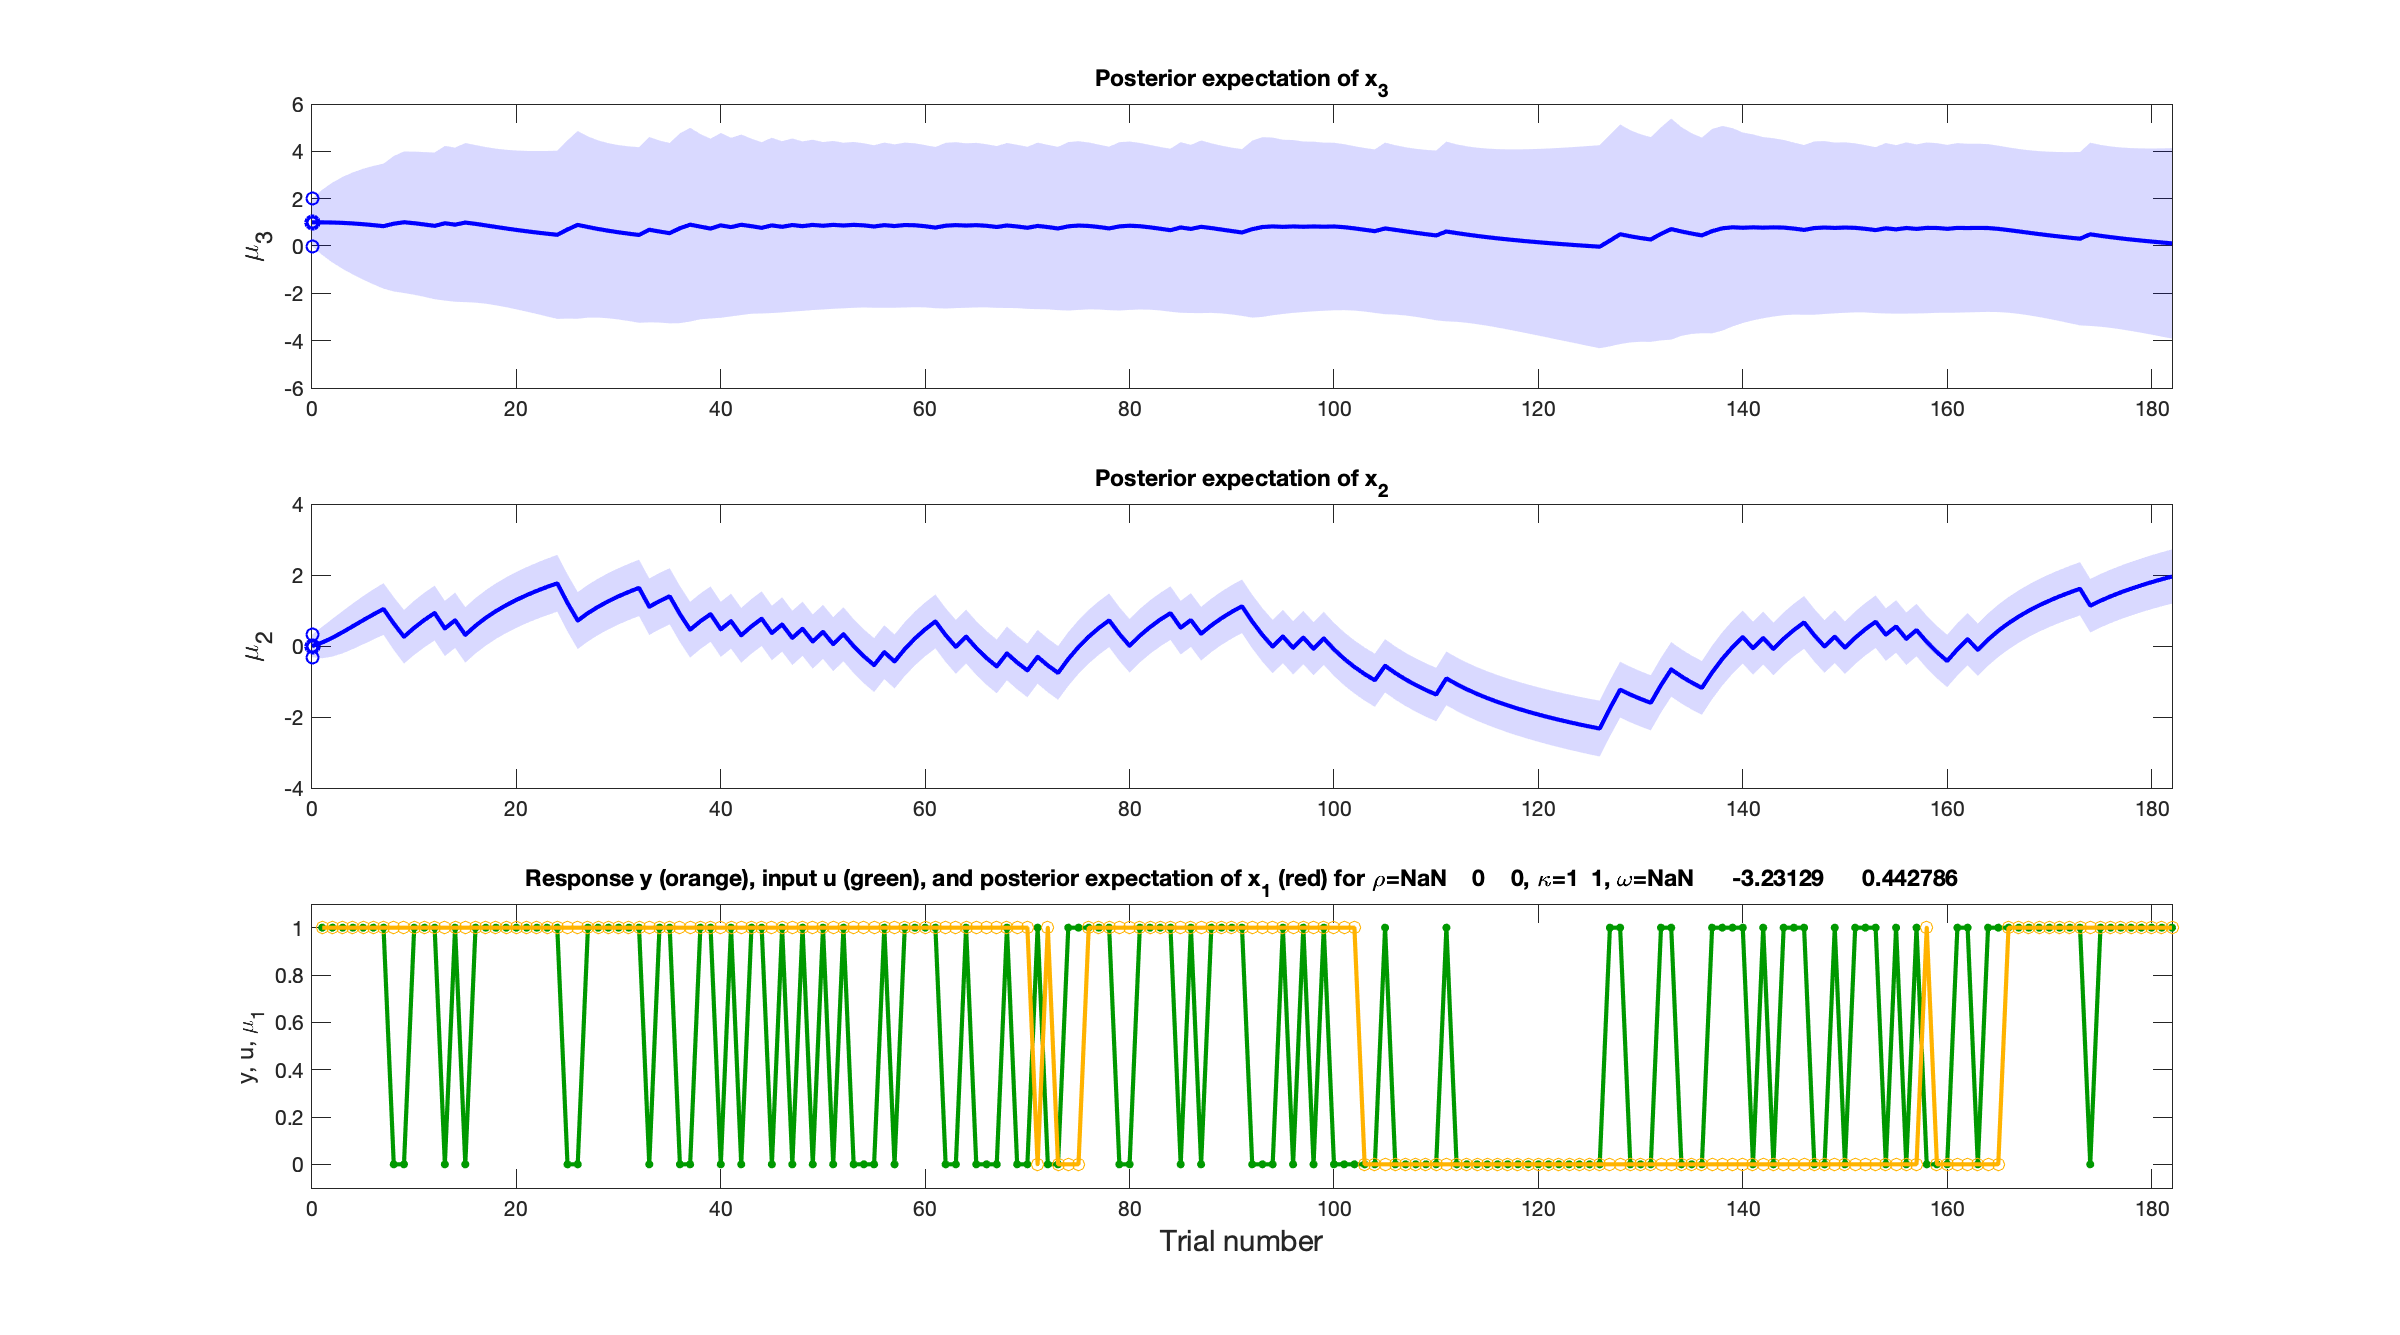 Posterior expectation of x3
6
4
2
0
-2
-4
-6
μ3
0 20 40 60 80 100 120 140 160 180
Posterior expectation of x2
4
2
0
-2
-4
μ2
0 20 40 60 80 100 120 140 160 180
Response y (orange), input u (green), and posterior expectation of x1 (red) for ρ=NaN 0 0, κ=1 1, ω=NaN -3.23129 0.442786
1
0.8
0.6
0.4
0.2
0
y, u, μ1
0 20 40 60 80 100 120 140 160 180
Trial number